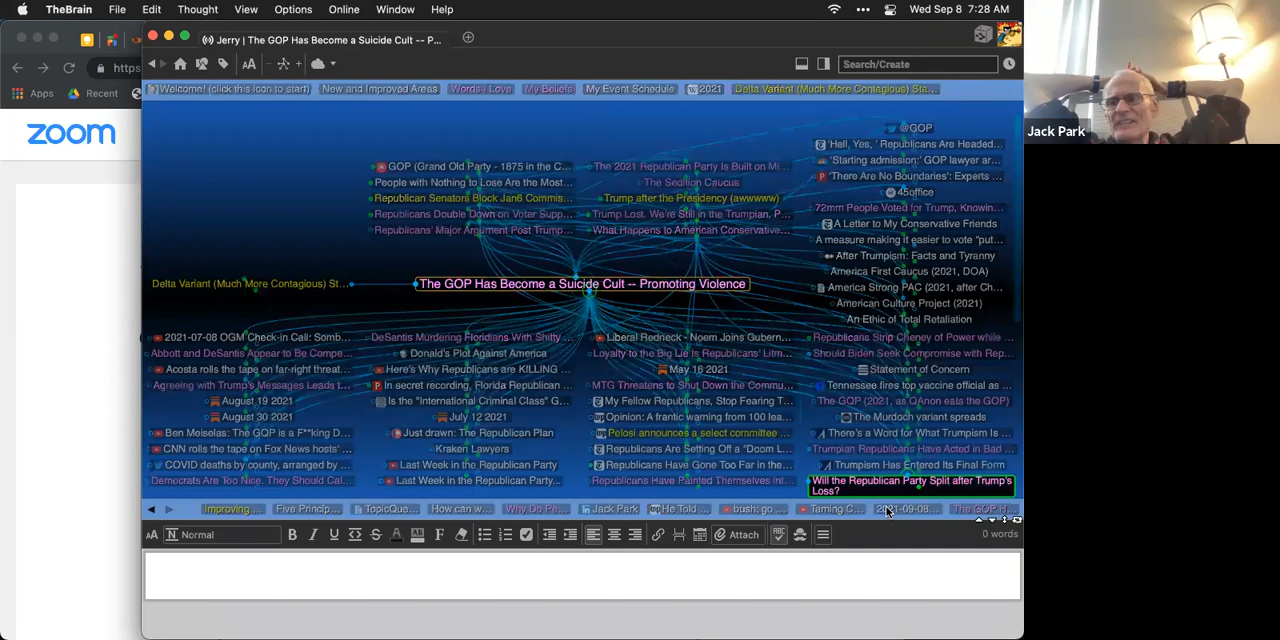 TheBrain File Edit Thought View Options Online Window Help
Wed Sep 8 7:28 AM
Jerry | The GOP Has Become a Suicide Cult -- P...
https
Search/Create
Apps Recent
Welcome! (click this icon to start) New and Improved Areas Words I Love My Beliefs My Event Schedule 2021 Delta Variant (Much More Contagious) Sta...
zoom
Jack Park
@GOP
'Hell, Yes,' Republicans Are Headed...
'Starting admission:' GOP lawyer ar...
'There Are No Boundaries': Experts ...
45office
72mm People Voted for Trump, Knowin...
A Letter to My Conservative Friends
A measure making it easier to vote "put...
After Trumpism: Facts and Tyranny
America First Caucus (2021, DOA)
America Strong PAC (2021, after Ch...
American Culture Project (2021)
An Ethic of Total Retaliation
GOP (Grand Old Party - 1875 in the C...
People with Nothing to Lose Are the Most...
Republican Senators Block Jan6 Commis...
Republicans Double Down on Voter Supp...
Republicans' Major Argument Post Trump...
The 2021 Republican Party Is Built on Mi...
The Sedition Caucus
Trump after the Presidency (awwwww)
Trump Lost. We're Still in the Trumpian, P...
What Happens to American Conservative...
Delta Variant (Much More Contagious) St...
The GOP Has Become a Suicide Cult -- Promoting Violence
2021-07-08 OGM Check-in Call: Somb...
Abbott and DeSantis Appear to Be Compe...
Acosta rolls the tape on far-right threat...
Agreeing with Trump's Messages Leads t...
August 19 2021
August 30 2021
Ben Meiselas: The GQP is a F**king D...
CNN rolls the tape on Fox News hosts' ...
COVID deaths by county, arranged by ...
Democrats Are Too Nice. They Should Cal...
DeSantis Murdering Floridians With Shitty ...
Donald's Plot Against America
Here's Why Republicans are KILLING ...
In secret recording, Florida Republican ...
Is the "International Criminal Class" G...
July 12 2021
Just drawn: The Republican Plan
Kraken Lawyers
Last Week in the Republican Party
Last Week in the Republican Party...
Liberal Redneck - Noem Joins Gubern...
Loyalty to the Big Lie Is Republicans' Litm...
May 16 2021
MTG Threatens to Shut Down the Commu...
My Fellow Republicans, Stop Fearing T...
Opinion: A frantic warning from 100 lea...
Pelosi announces a select committee ...
Republicans Are Setting Off a "Doom L...
Republicans Have Gone Too Far in the...
Republicans Have Painted Themselves Int...
Republicans Strip Cheney of Power while ...
Should Biden Seek Compromise with Rep...
Statement of Concern
Tennessee fires top vaccine official as ...
The GQP (2021, as QAnon eats the GOP)
The Murdoch variant spreads
There's a Word for What Trumpism Is ...
Trumpian Republicans Have Acted in Bad ...
Trumpism Has Entered Its Final Form
Will the Republican Party Split after Trump's
Loss?
Improving ... Five Princip... TopicQue... How can w... Why Do Pe... Jack Park He Told ... bush: go ... Taming C... 2021-09-08... The GOP H...
Normal B I U S A F Attach
0 words